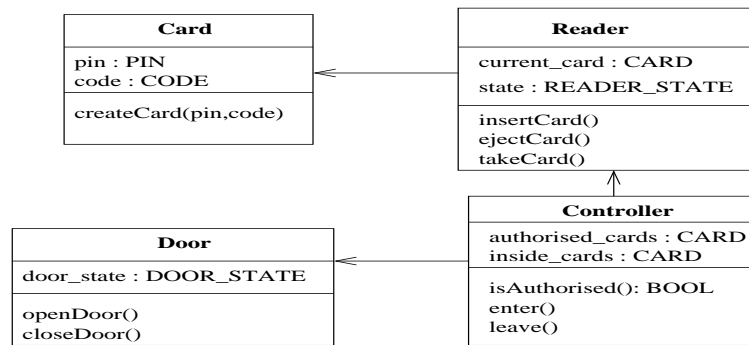 Card
pin : PIN
code : CODE
createCard(pin,code)
Reader
current_card : CARD
state : READER_STATE
insertCard()
ejectCard()
takeCard()
Door
door_state : DOOR_STATE
openDoor()
closeDoor()
Controller
authorised_cards : CARD
inside_cards : CARD
isAuthorised(): BOOL
enter()
leave()